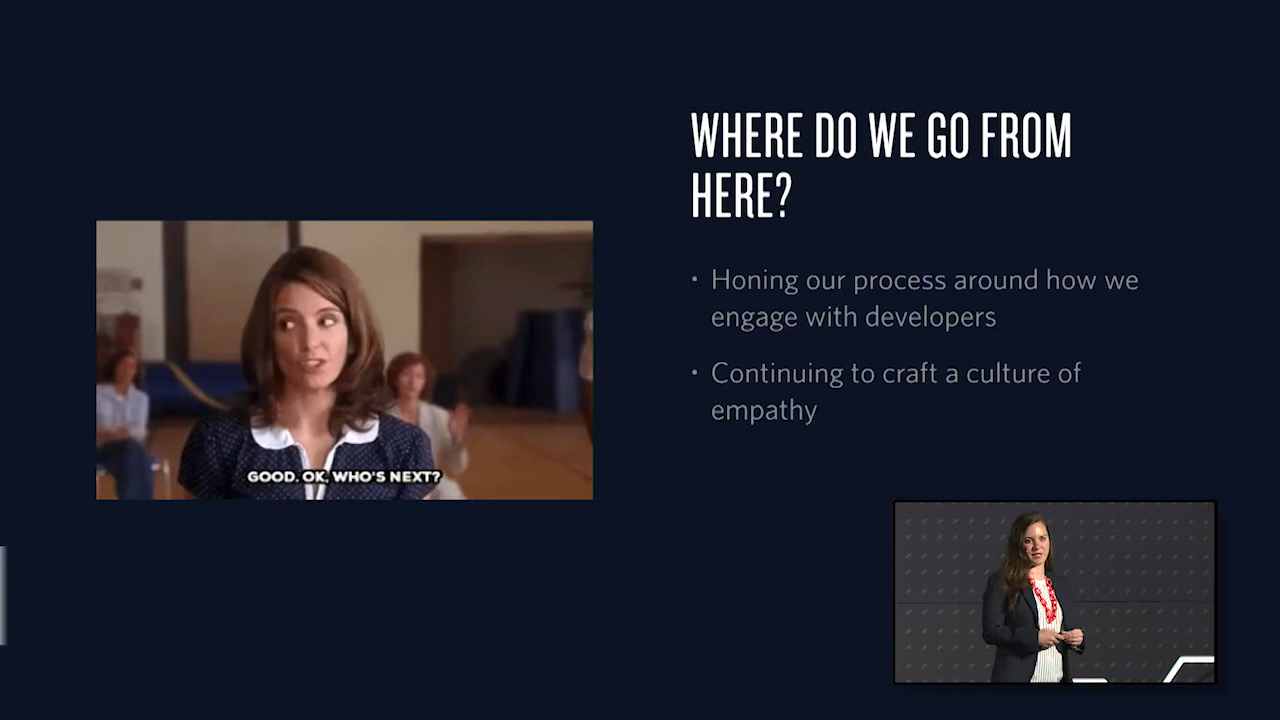 WHERE DO WE GO FROM
HERE?
• Honing our process around how we
engage with developers
• Continuing to craft a culture of
empathy
GOOD. OK, WHO'S NEXT?